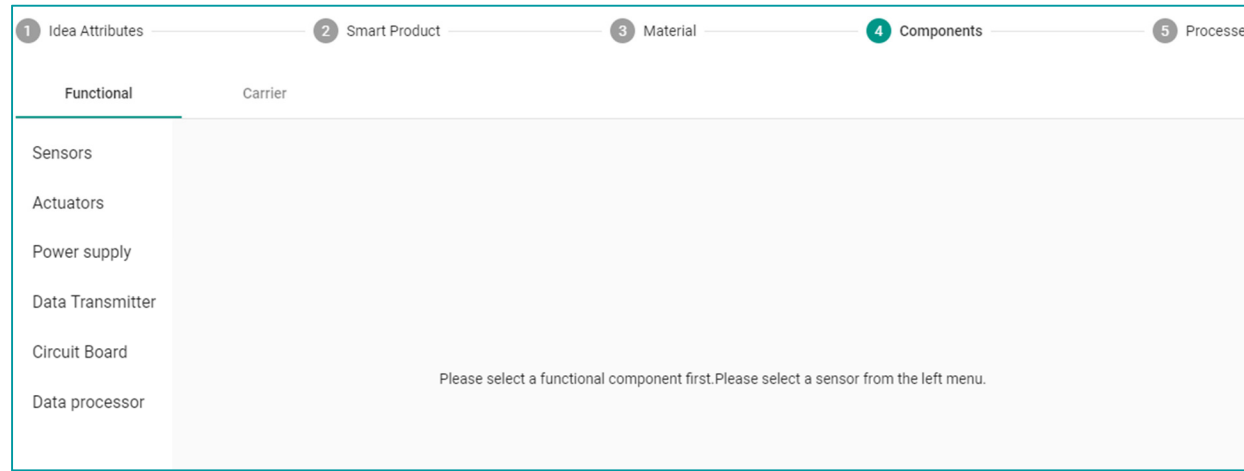 1 Idea Attributes 2 Smart Product 3 Material 4 Components 5 Processe
Functional Carrier
Sensors
Actuators
Power supply
Data Transmitter
Circuit Board
Please select a functional component first.Please select a sensor from the left menu.
Data processor